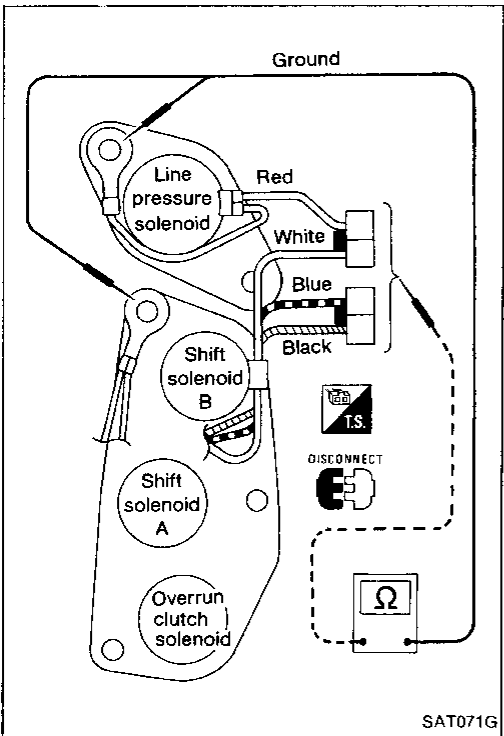 Ground
Line
pressure
solenoid
Red
White
Blue
Black
Shift
solenoid
B
T.S.
DISCONNECT
Shift
solenoid
A
Overrun
clutch
solenoid
Ω
SAT071G